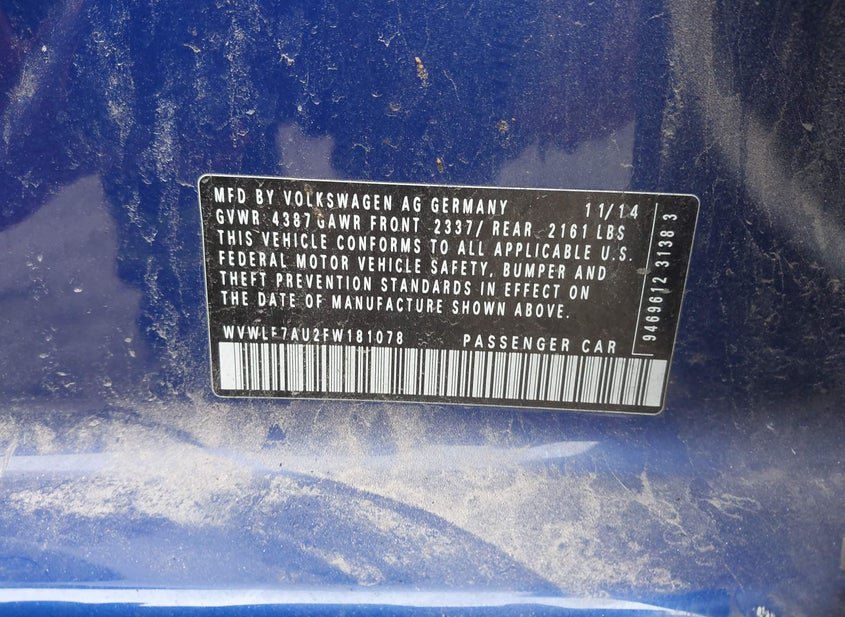 MFD BY VOLKSWAGEN AG GERMANY 11/14
GVWR 4387 GAWR FRONT 2337/ REAR 2161 LBS
THIS VEHICLE CONFORMS TO ALL APPLICABLE U.S.
FEDERAL MOTOR VEHICLE SAFETY, BUMPER AND
THEFT PREVENTION STANDARDS IN EFFECT ON
THE DATE OF MANUFACTURE SHOWN ABOVE.
WVWLF7AU2FW181078 PASSENGER CAR
9469612 3138 3